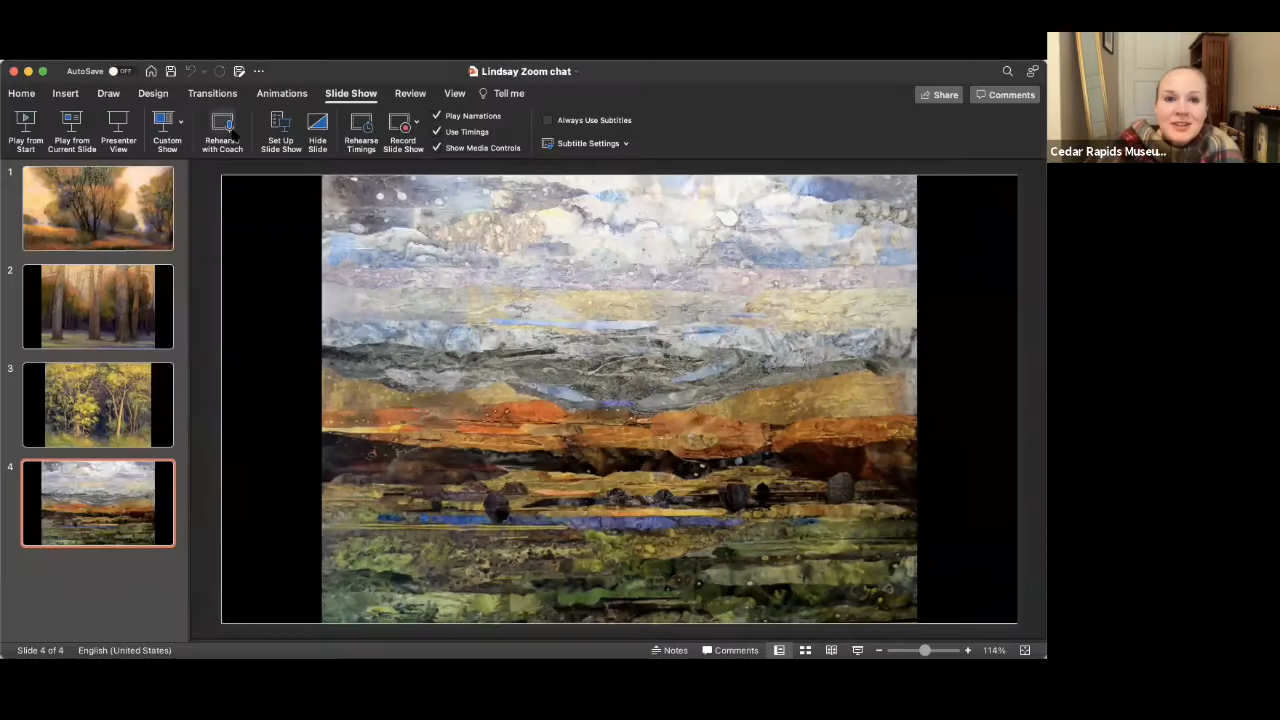 AutoSave OFF
Lindsay Zoom chat
Home Insert Draw Design Transitions Animations Slide Show Review View Tell me
Share Comments
Play from Start
Play from Current Slide
Presenter View
Custom Show
Rehearse with Coach
Set Up Slide Show
Hide Slide
Rehearse Timings
Record Slide Show
Play Narrations
Use Timings
Show Media Controls
Always Use Subtitles
Subtitle Settings
Cedar Rapids Museu...
1
2
3
4
Slide 4 of 4 English (United States)
Notes Comments 114%